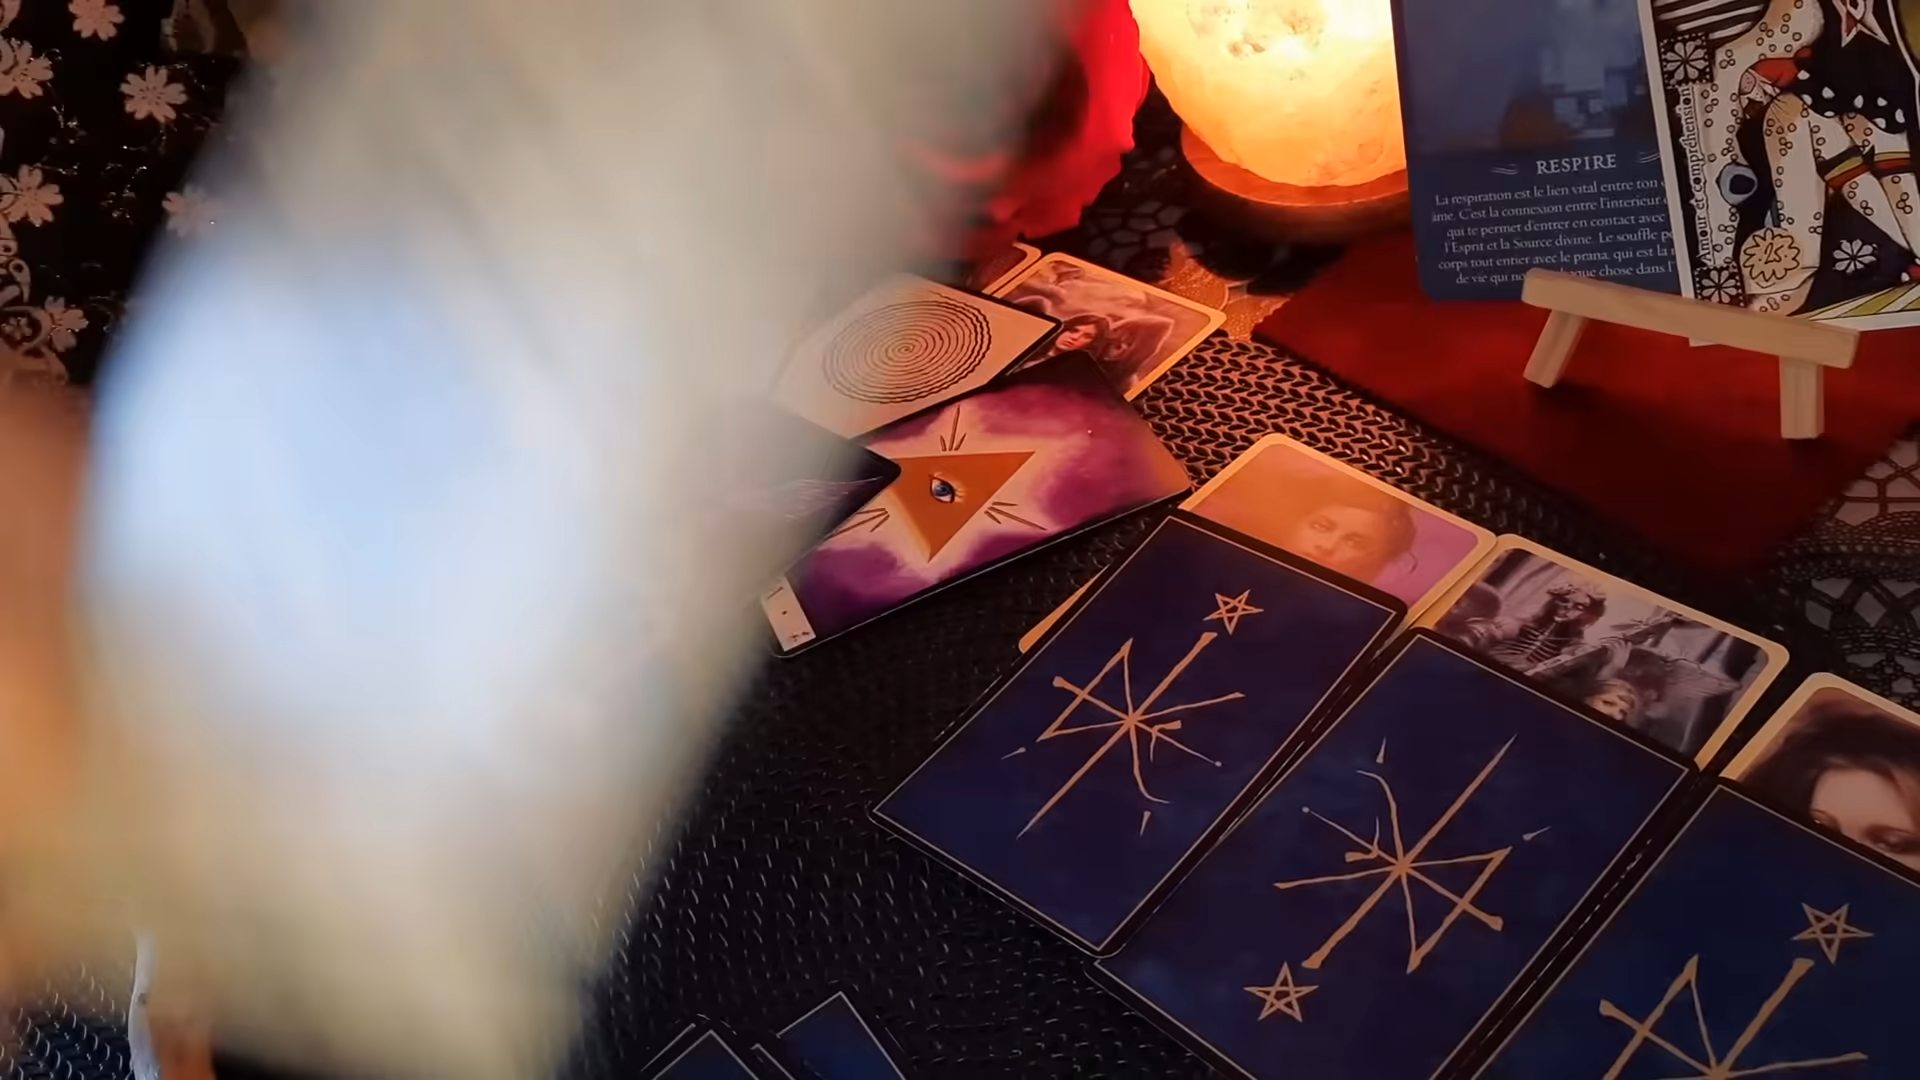 RESPIRE
La respiration est le lien vital entre ton
âme. C'est la connexion entre l'interieur
qui te permet d'entrer en contact avec
l'Esprit et la Source divine. Le souffle
corps tout entier avec le prana, qui est la
de vie qui chose dans
Amour et compréhension